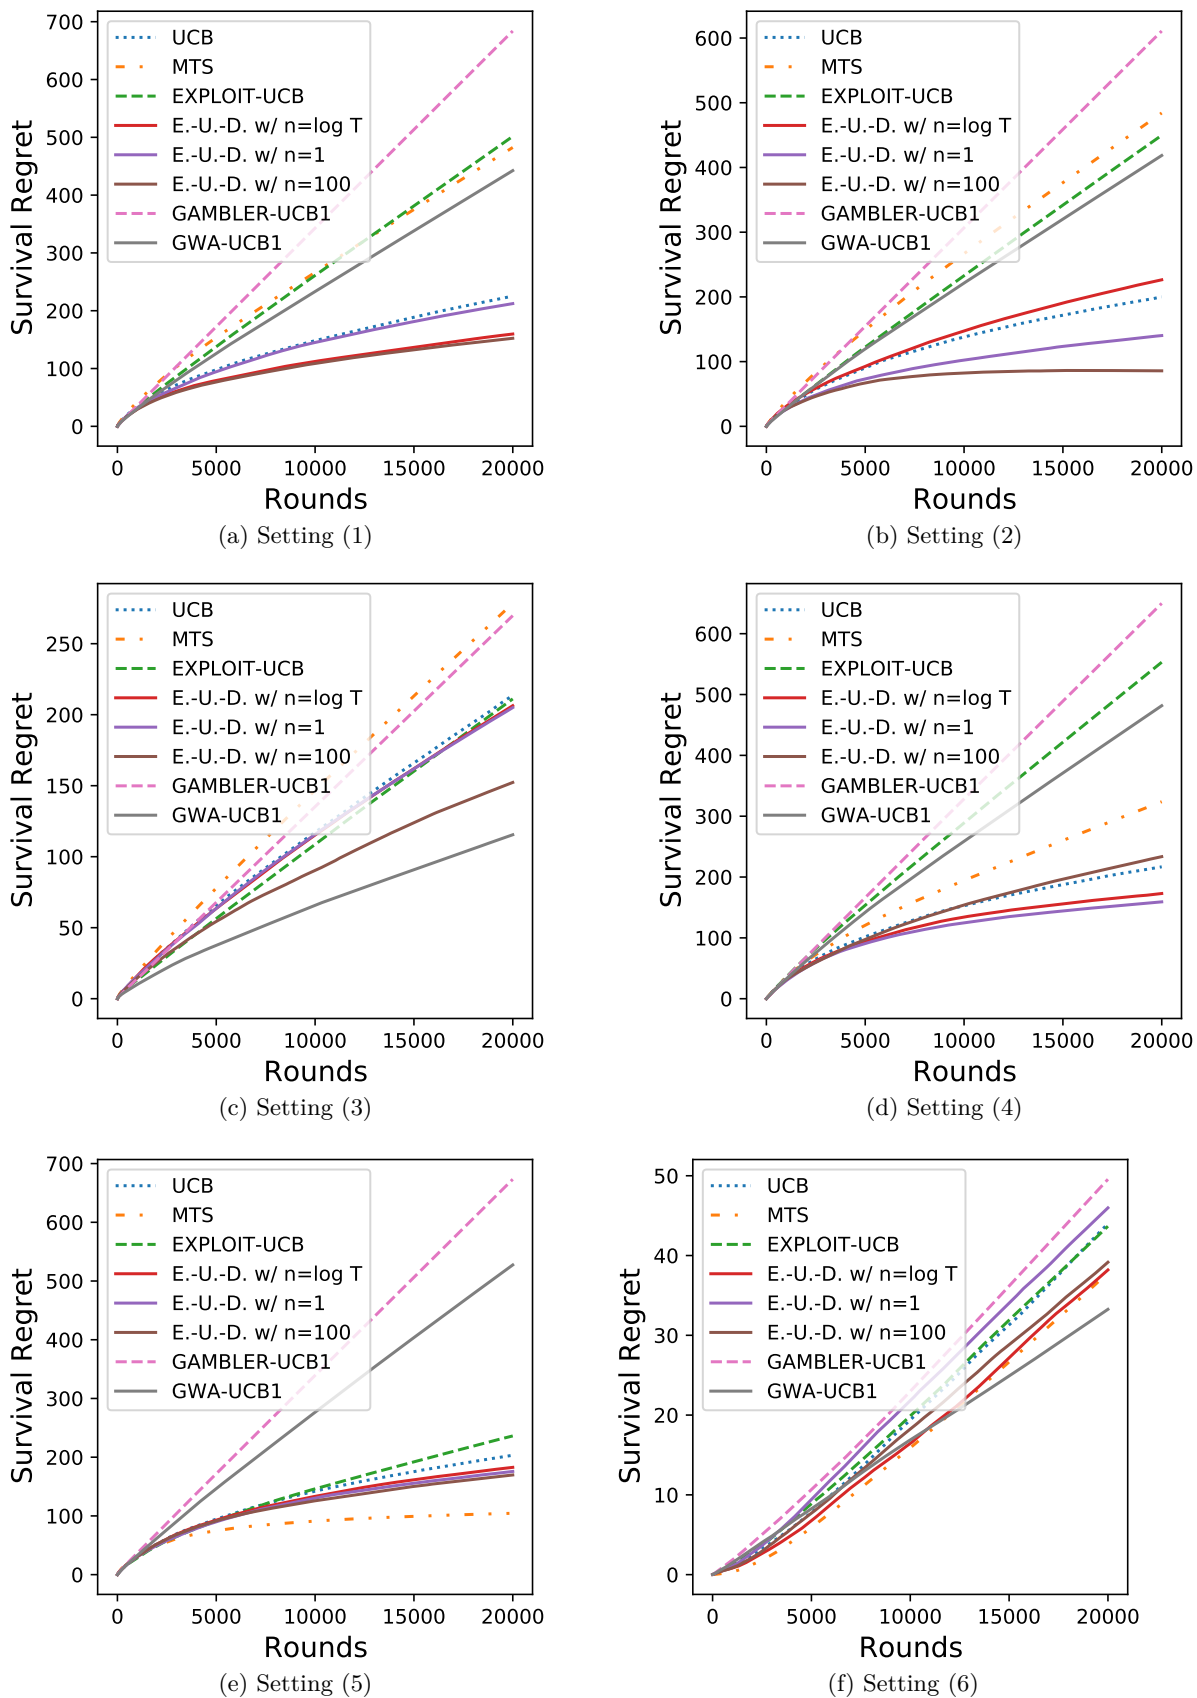 700
600
500
400
300
200
100
0
Survival Regret
UCB
MTS
EXPLOIT-UCB
E.-U.-D. w/ n=log T
E.-U.-D. w/ n=1
E.-U.-D. w/ n=100
GAMBLER-UCB1
GWA-UCB1
0 5000 10000 15000 20000
Rounds
(a) Setting (1)
600
500
400
300
200
100
0
Survival Regret
UCB
MTS
EXPLOIT-UCB
E.-U.-D. w/ n=log T
E.-U.-D. w/ n=1
E.-U.-D. w/ n=100
GAMBLER-UCB1
GWA-UCB1
0 5000 10000 15000 20000
Rounds
(b) Setting (2)
250
200
150
100
50
0
Survival Regret
UCB
MTS
EXPLOIT-UCB
E.-U.-D. w/ n=log T
E.-U.-D. w/ n=1
E.-U.-D. w/ n=100
GAMBLER-UCB1
GWA-UCB1
0 5000 10000 15000 20000
Rounds
(c) Setting (3)
600
500
400
300
200
100
0
Survival Regret
UCB
MTS
EXPLOIT-UCB
E.-U.-D. w/ n=log T
E.-U.-D. w/ n=1
E.-U.-D. w/ n=100
GAMBLER-UCB1
GWA-UCB1
0 5000 10000 15000 20000
Rounds
(d) Setting (4)
700
600
500
400
300
200
100
0
Survival Regret
UCB
MTS
EXPLOIT-UCB
E.-U.-D. w/ n=log T
E.-U.-D. w/ n=1
E.-U.-D. w/ n=100
GAMBLER-UCB1
GWA-UCB1
0 5000 10000 15000 20000
Rounds
(e) Setting (5)
50
40
30
20
10
0
Survival Regret
UCB
MTS
EXPLOIT-UCB
E.-U.-D. w/ n=log T
E.-U.-D. w/ n=1
E.-U.-D. w/ n=100
GAMBLER-UCB1
GWA-UCB1
0 5000 10000 15000 20000
Rounds
(f) Setting (6)